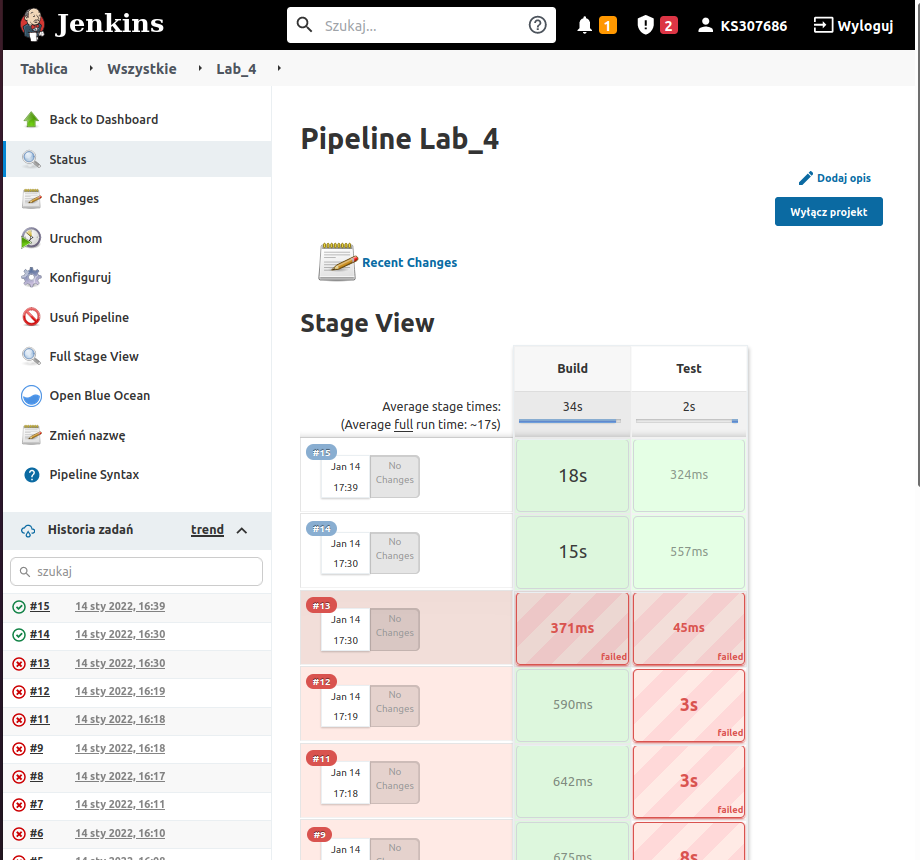 Jenkins
Szukaj...
1
2
KS307686
Wyloguj
Tablica
Wszystkie
Lab_4
Back to Dashboard
Status
Changes
Uruchom
Konfiguruj
Usuń Pipeline
Full Stage View
Open Blue Ocean
Zmień nazwę
Pipeline Syntax
Historia zadań trend
szukaj
#15 14 sty 2022, 16:39
#14 14 sty 2022, 16:30
#13 14 sty 2022, 16:30
#12 14 sty 2022, 16:19
#11 14 sty 2022, 16:18
#9 14 sty 2022, 16:18
#8 14 sty 2022, 16:17
#7 14 sty 2022, 16:11
#6 14 sty 2022, 16:10
Pipeline Lab_4
Dodaj opis
Wyłącz projekt
Recent Changes
Stage View
Build Test
Average stage times: 34s 2s
(Average full run time: ~17s)
#15
Jan 14
17:39
No
Changes
18s
324ms
#14
Jan 14
17:30
No
Changes
15s
557ms
#13
Jan 14
17:30
No
Changes
371ms
failed
45ms
failed
#12
Jan 14
17:19
No
Changes
590ms
3s
failed
#11
Jan 14
17:18
No
Changes
642ms
3s
failed
#9
Jan 14
No
Changes
675ms
8s